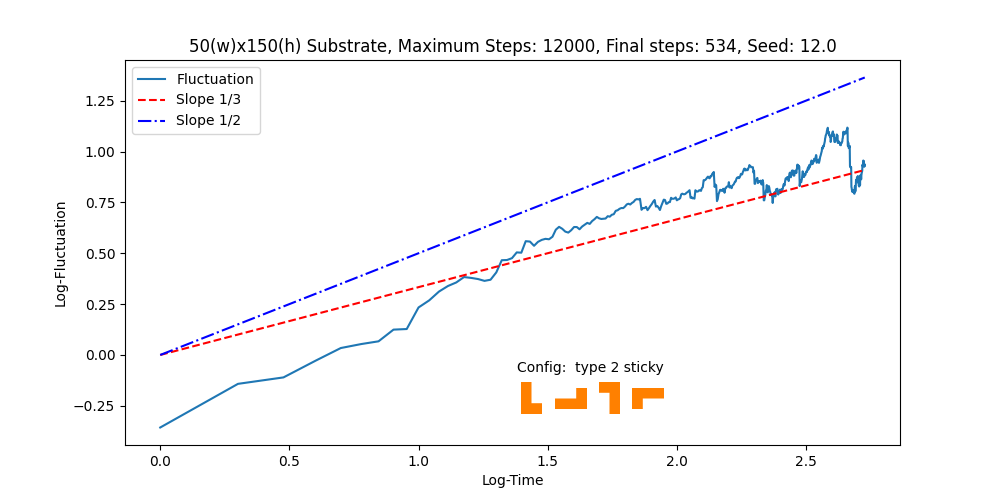 50(w)x150(h) Substrate, Maximum Steps: 12000, Final steps: 534, Seed: 12.0
Fluctuation
Slope 1/3
Slope 1/2
1.25
1.00
0.75
0.50
0.25
0.00
−0.25
Log-Fluctuation
Config:  type 2 sticky
0.0 0.5 1.0 1.5 2.0 2.5
Log-Time